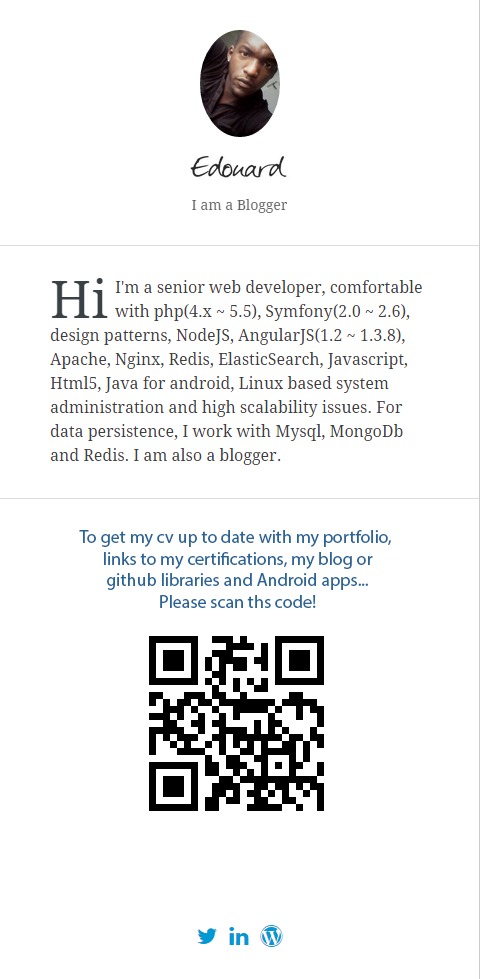 Edouard
I am a Blogger
Hi I'm a senior web developer, comfortable
with php(4.x ~ 5.5), Symfony(2.0 ~ 2.6),
design patterns, NodeJS, AngularJS(1.2 ~ 1.3.8),
Apache, Nginx, Redis, ElasticSearch, Javascript,
Html5, Java for android, Linux based system
administration and high scalability issues. For
data persistence, I work with Mysql, MongoDb
and Redis. I am also a blogger.
To get my cv up to date with my portfolio,
links to my certifications, my blog or
github libraries and Android apps...
Please scan ths code!